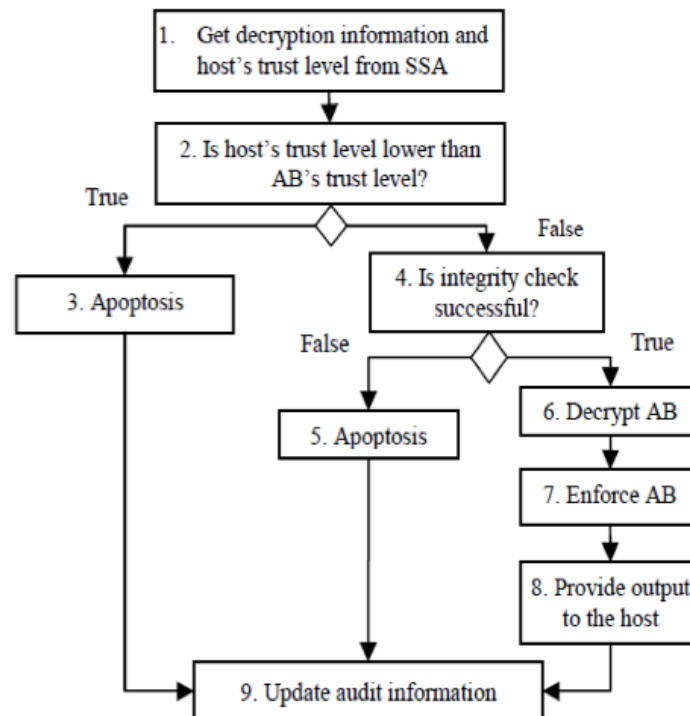 1. Get decryption information and
host's trust level from SSA
2. Is host's trust level lower than
AB's trust level?
True
False
3. Apoptosis
4. Is integrity check
successful?
False
True
5. Apoptosis
6. Decrypt AB
7. Enforce AB
8. Provide output
to the host
9. Update audit information